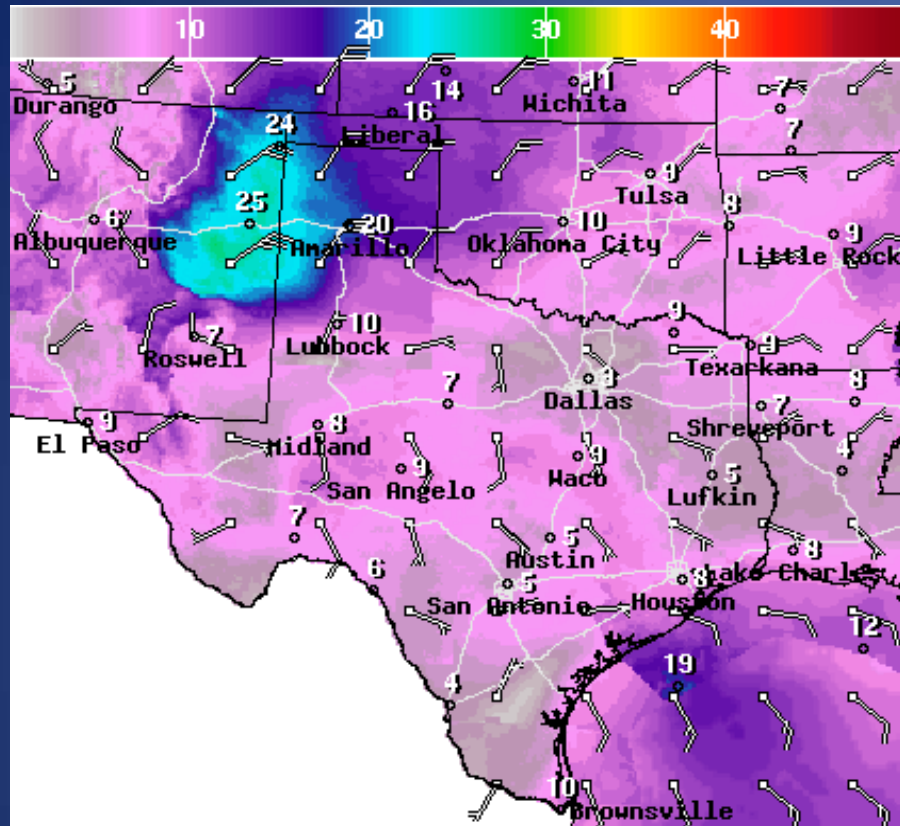 10 20 30 40
5
Durango
14
11
Wichita
16
Liberal
7
24
7
9
Tulsa
25
20
6
Albuquerque
Amarillo
10
Oklahoma City
8
9
Little Rock
10
7
Roswell
Lubbock
9
9
Texarkana
Dallas
7
8
7
Shreveport
9
El Paso
8
Midland
9
San Angelo
9
Waco
4
5
Lufkin
7
5
Austin
8
Lake Charles
6
5
San Antonio
8
Houston
12
19
4
10
Brownsville